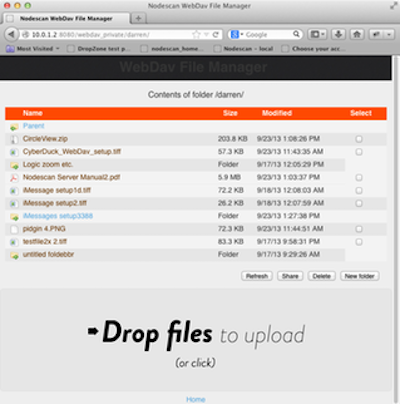 Nodescan WebDav File Manager
Nodescan WebDav File Manager
10.0.1.2:8080/webdav_private/darren/
Google
Most Visited
DropZone test p...
nodescan_home...
Nodescan - local
Choose your acc...
WebDav File Manager
Contents of folder /darren/
Name Size Modified Select
Parent
CircleView.zip 203.8 KB 9/23/13 1:08:26 PM
CyberDuck_WebDav_setup.tiff 57.3 KB 9/23/13 11:43:35 AM
Logic zoom etc. Folder 9/17/13 12:05:29 PM
Nodescan Server Manual2.pdf 5.9 MB 9/23/13 1:03:37 PM
iMessage setup1d.tiff 72.2 KB 9/18/13 12:08:03 AM
iMessage setup2.tiff 26.2 KB 9/18/13 12:07:59 AM
iMessages setup3388 Folder 9/23/13 1:27:38 PM
pidgin 4.PNG 72.3 KB 9/23/13 11:44:51 AM
testfile2x 2.tiff 83.3 KB 9/17/13 9:58:31 PM
untitled foldebbr Folder 9/17/13 9:29:26 AM
Refresh Share Delete New folder
Drop files to upload
(or click)
Home